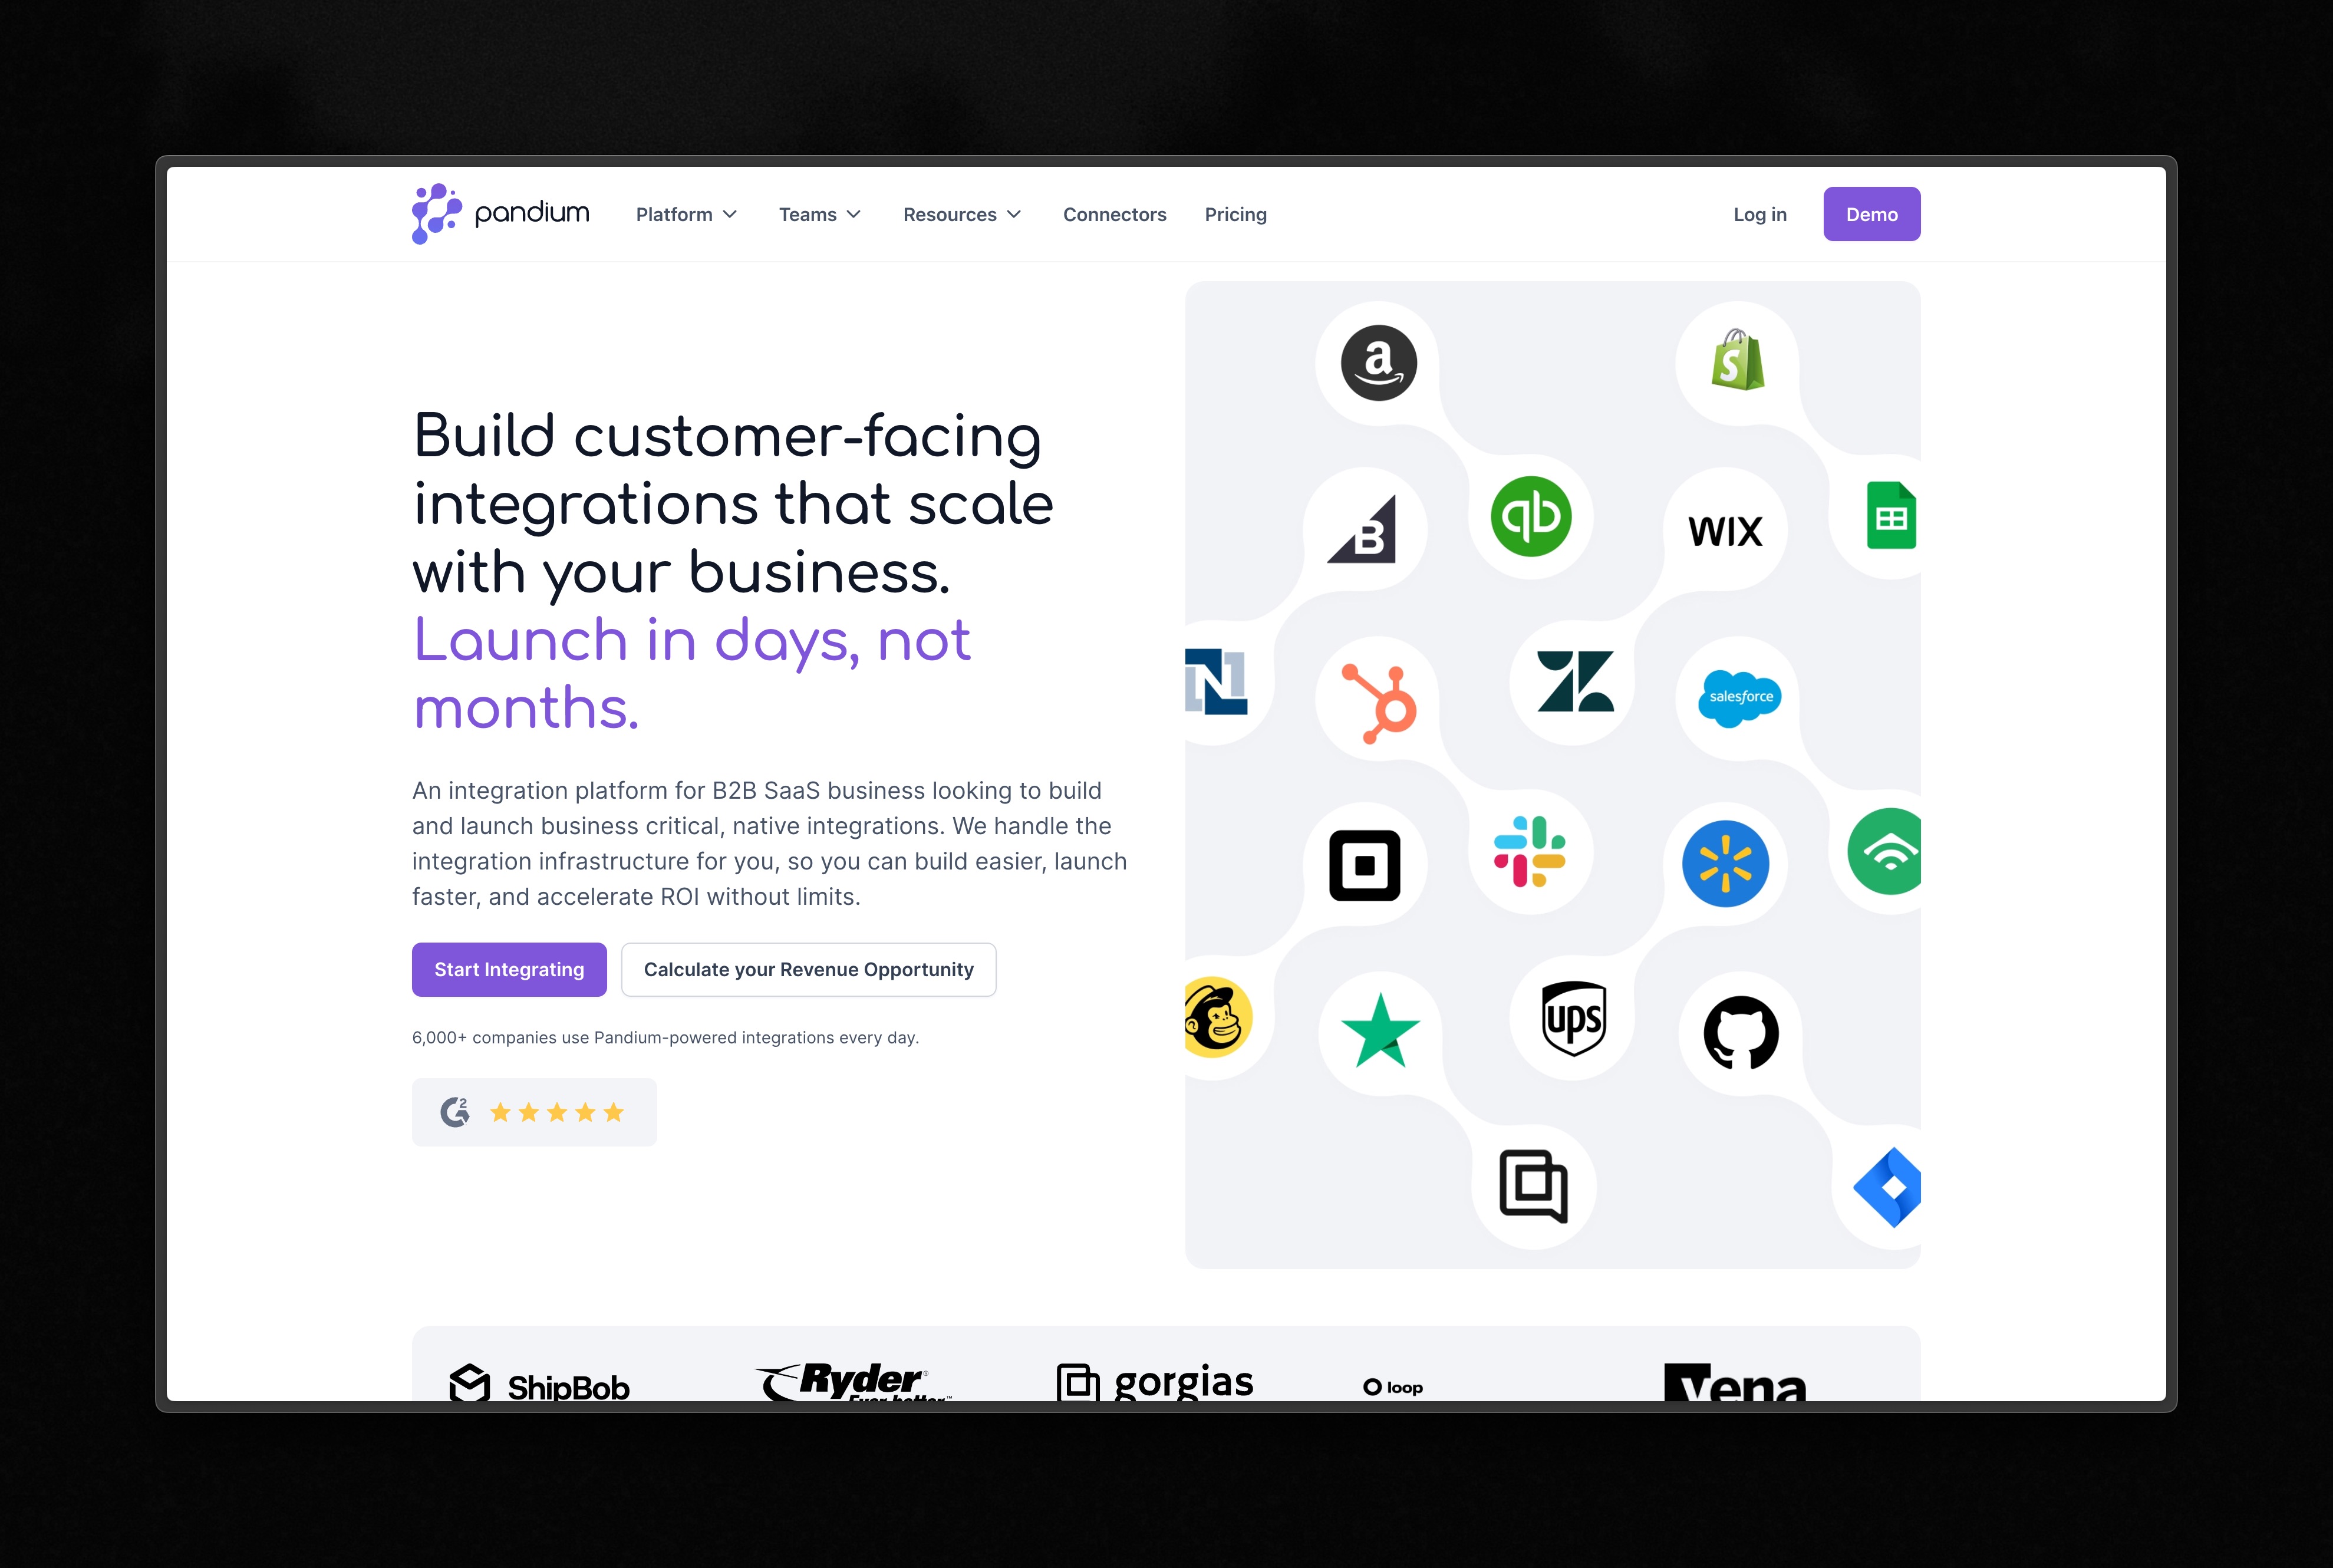 pandium Platform Teams Resources Connectors Pricing Log in Demo
Build customer-facing
integrations that scale
with your business.
Launch in days, not
months.
An integration platform for B2B SaaS business looking to build
and launch business critical, native integrations. We handle the
integration infrastructure for you, so you can build easier, launch
faster, and accelerate ROI without limits.
Start Integrating Calculate your Revenue Opportunity
6,000+ companies use Pandium-powered integrations every day.
G2
a
S
B
qb
WIX
N
salesforce
ups
ShipBob Ryder® Ever better™ gorgias loop Vena